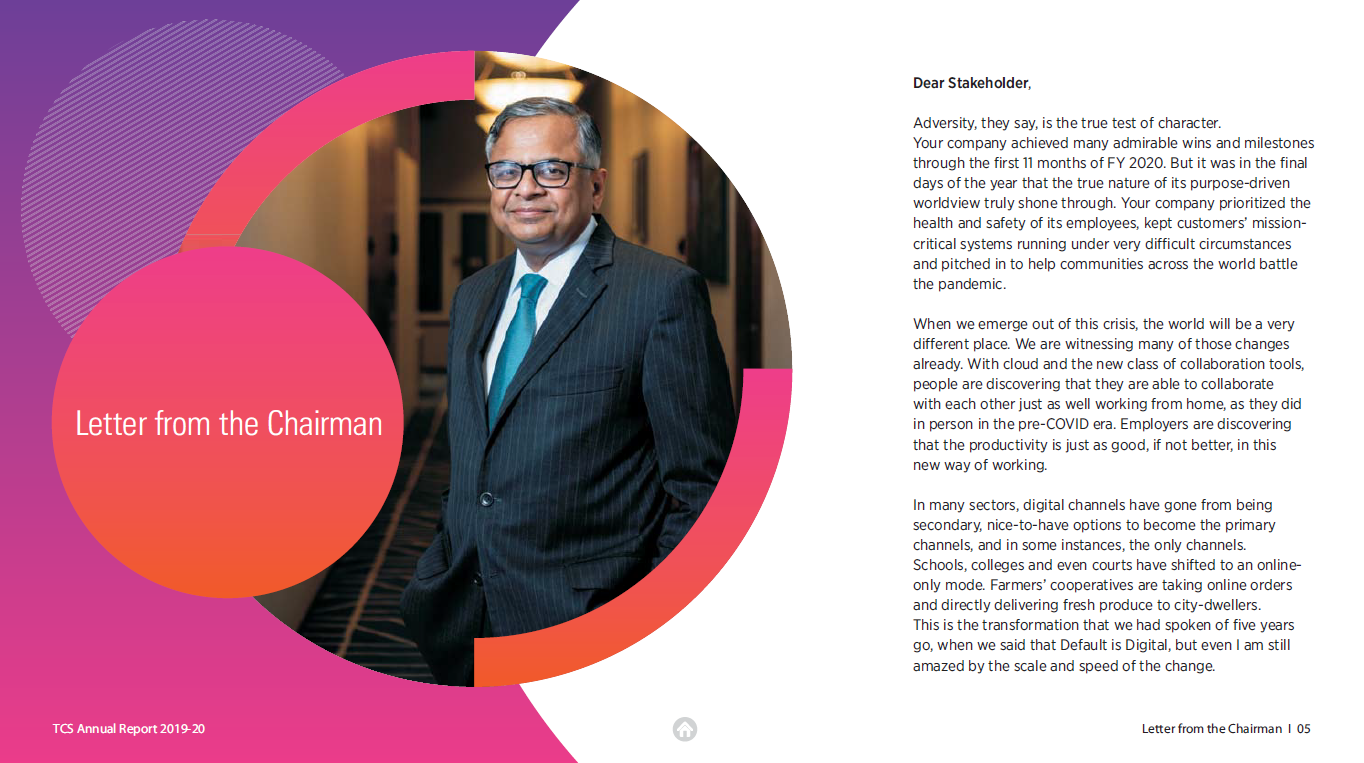 Letter from the Chairman
Dear Stakeholder,
Adversity, they say, is the true test of character.
Your company achieved many admirable wins and milestones
through the first 11 months of FY 2020. But it was in the final
days of the year that the true nature of its purpose-driven
worldview truly shone through. Your company prioritized the
health and safety of its employees, kept customers' mission-
critical systems running under very difficult circumstances
and pitched in to help communities across the world battle
the pandemic.
When we emerge out of this crisis, the world will be a very
different place. We are witnessing many of those changes
already. With cloud and the new class of collaboration tools,
people are discovering that they are able to collaborate
with each other just as well working from home, as they did
in person in the pre-COVID era. Employers are discovering
that the productivity is just as good, if not better, in this
new way of working.
In many sectors, digital channels have gone from being
secondary, nice-to-have options to become the primary
channels, and in some instances, the only channels.
Schools, colleges and even courts have shifted to an online-
only mode. Farmers' cooperatives are taking online orders
and directly delivering fresh produce to city-dwellers.
This is the transformation that we had spoken of five years
go, when we said that Default is Digital, but even I am still
amazed by the scale and speed of the change.
TCS Annual Report 2019-20
Letter from the Chairman I 05